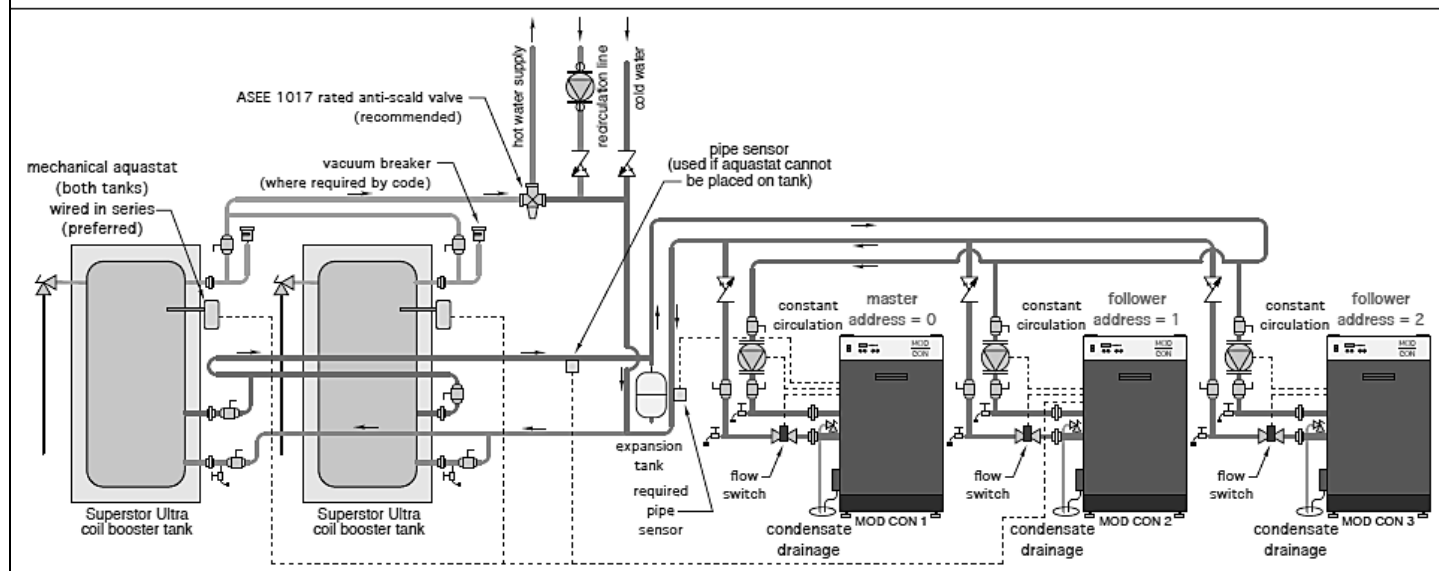 hot water supply
redirculation line
cold water
ASEE 1017 rated anti-scald valve
(recommended)
mechanical aquastat
(both tanks)
wired in series
(preferred)
vacuum breaker
(where required by code)
pipe sensor
(used if aquastat cannot
be placed on tank)
constant
circulation
master
address = 0
constant
circulation
follower
address = 1
constant
circulation
follower
address = 2
MOD
CON
MOD
CON
MOD
CON
expansion
tank
required
pipe
sensor
flow
switch
flow
switch
flow
switch
Superstor Ultra
coil booster tank
Superstor Ultra
coil booster tank
condensate
drainage
MOD CON 1
condensate
drainage
MOD CON 2
condensate
drainage
MOD CON 3